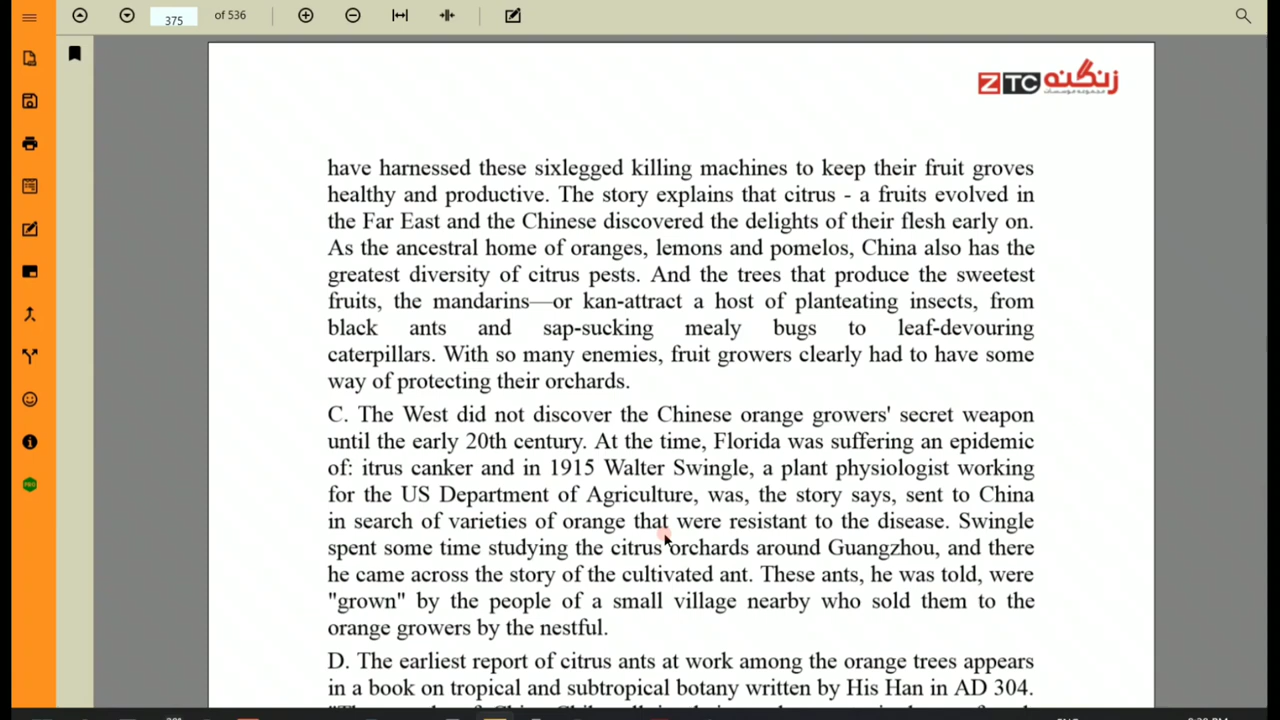 375
of 536
ZTC زنگنه
have harnessed these sixlegged killing machines to keep their fruit groves
healthy and productive. The story explains that citrus - a fruits evolved in
the Far East and the Chinese discovered the delights of their flesh early on.
As the ancestral home of oranges, lemons and pomelos, China also has the
greatest diversity of citrus pests. And the trees that produce the sweetest
fruits, the mandarins—or kan-attract a host of planteating insects, from
black ants and sap-sucking mealy bugs to leaf-devouring
caterpillars. With so many enemies, fruit growers clearly had to have some
way of protecting their orchards.
C. The West did not discover the Chinese orange growers' secret weapon
until the early 20th century. At the time, Florida was suffering an epidemic
of: itrus canker and in 1915 Walter Swingle, a plant physiologist working
for the US Department of Agriculture, was, the story says, sent to China
in search of varieties of orange that were resistant to the disease. Swingle
spent some time studying the citrus orchards around Guangzhou, and there
he came across the story of the cultivated ant. These ants, he was told, were
"grown" by the people of a small village nearby who sold them to the
orange growers by the nestful.
D. The earliest report of citrus ants at work among the orange trees appears
in a book on tropical and subtropical botany written by His Han in AD 304.
PRO